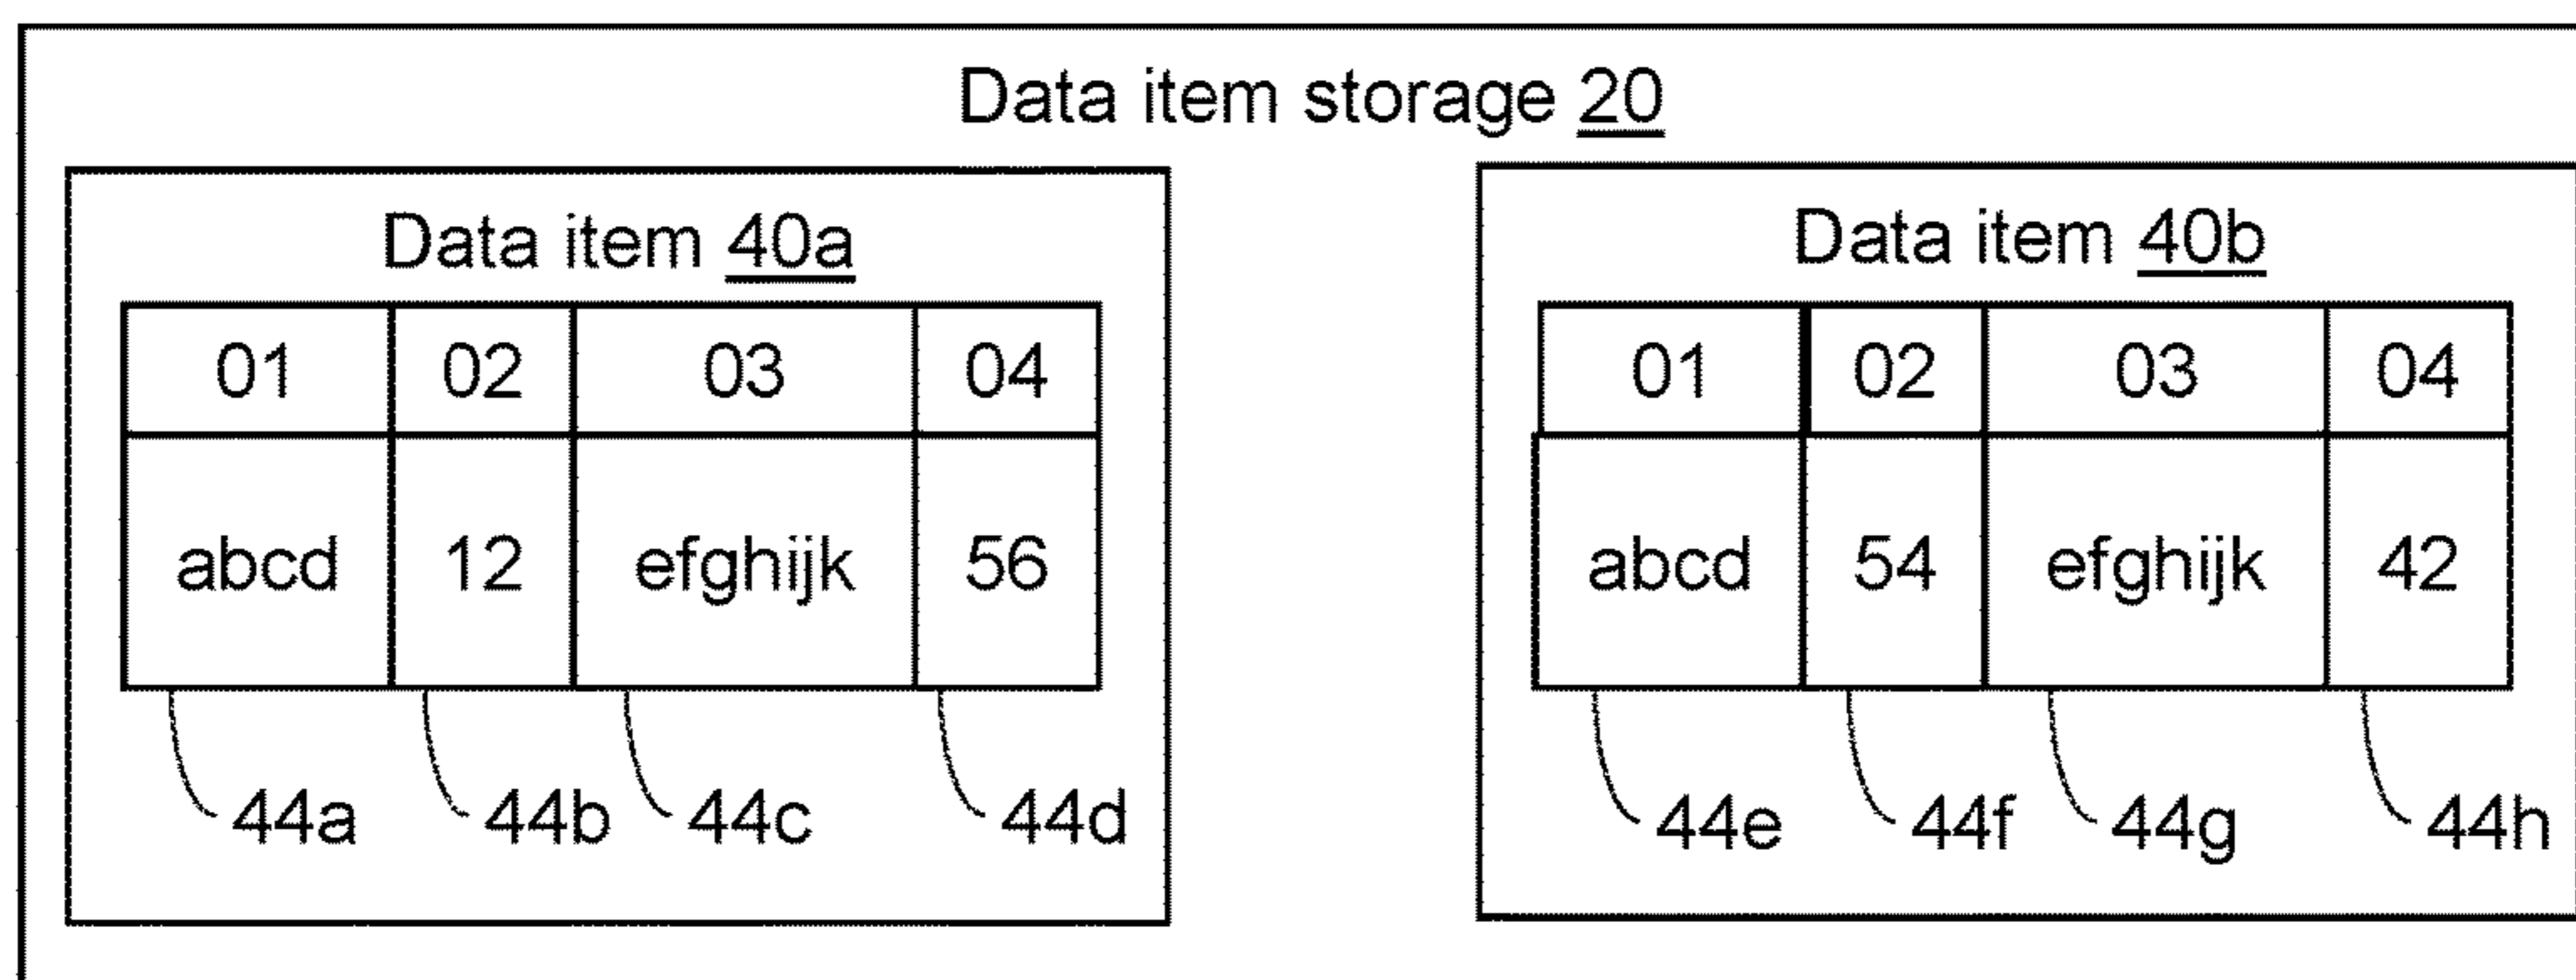 Data item storage 20
Data item 40a
01 02 03 04
abcd 12 efghijk 56
44a 44b 44c 44d
Data item 40b
01 02 03 04
abcd 54 efghijk 42
44e 44f 44g 44h